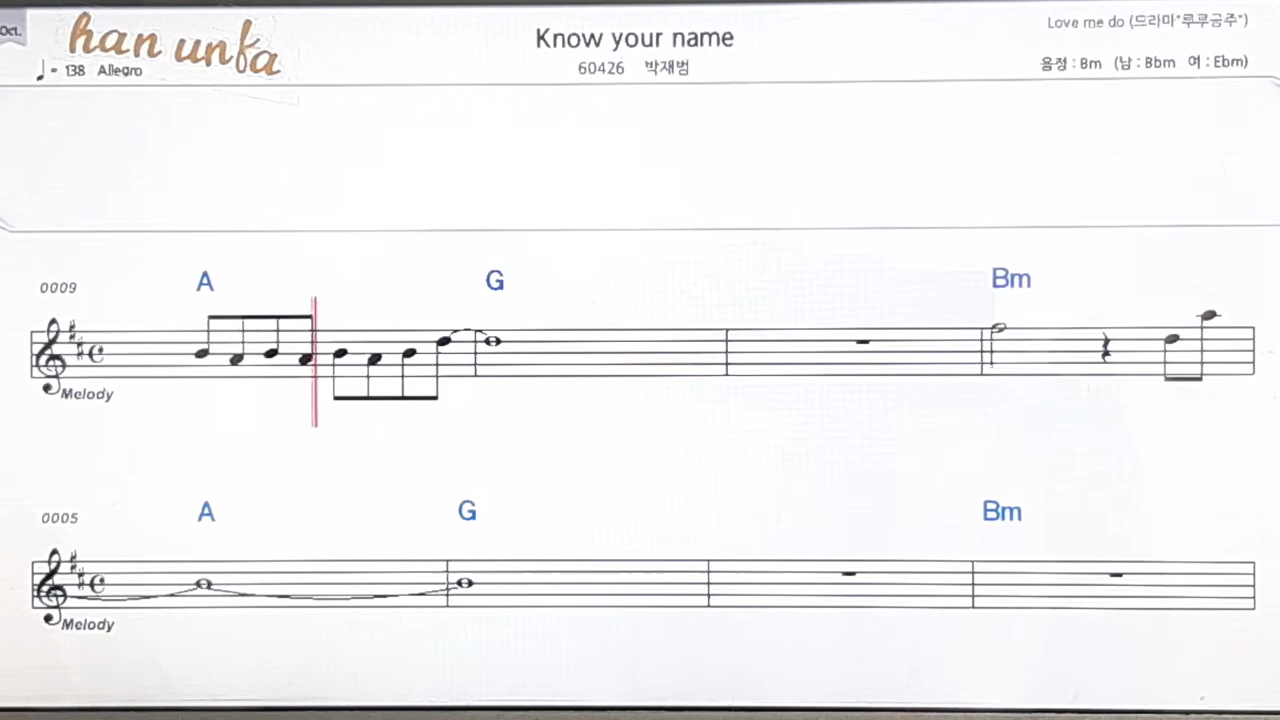 Oct.
han unfa
Know your name
Love me do (드라마"루루공주")
♩= 138 Allegro
60426 박재범
음정 : Bm (남 : Bbm 여 : Ebm)
0009 A G Bm
Melody
0005 A G Bm
Melody